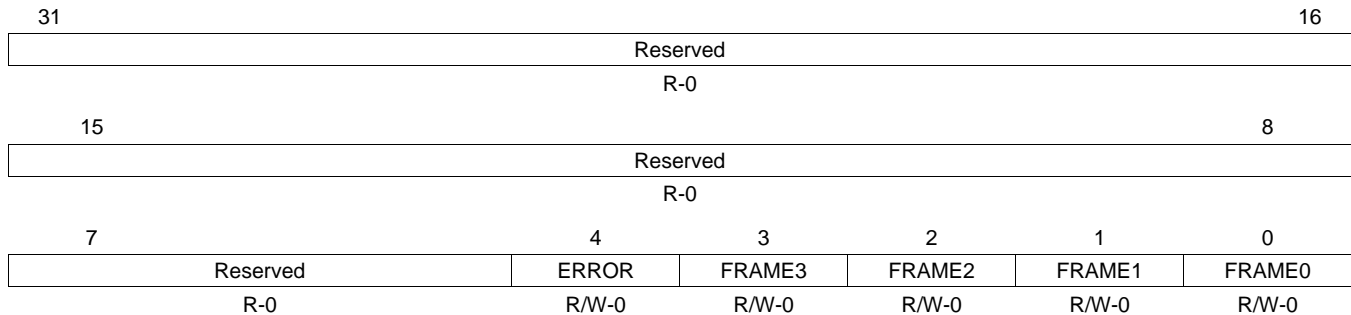 31 16
Reserved
R-0
15 8
Reserved
R-0
7 4 3 2 1 0
Reserved ERROR FRAME3 FRAME2 FRAME1 FRAME0
R-0 R/W-0 R/W-0 R/W-0 R/W-0 R/W-0